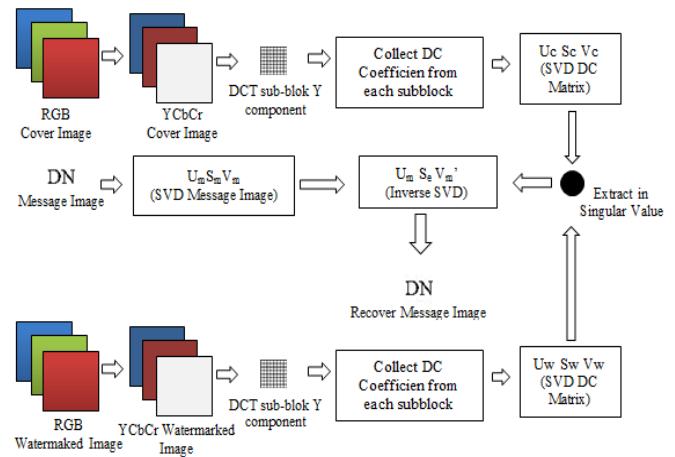 RGB
Cover Image
YCbCr
Cover Image
DCT sub-blok Y
component
Collect DC
Coefficien from
each subblock
Uc Sc Vc
(SVD DC
Matrix)
DN
Message Image
UmSmVm
(SVD Message Image)
Um Se Vm'
(Inverse SVD)
Extract in
Singular Value
DN
Recover Message Image
RGB
Watermaked Image
YCbCr Watermarked
Image
DCT sub-blok Y
component
Collect DC
Coefficien from
each subblock
Uw Sw Vw
(SVD DC
Matrix)